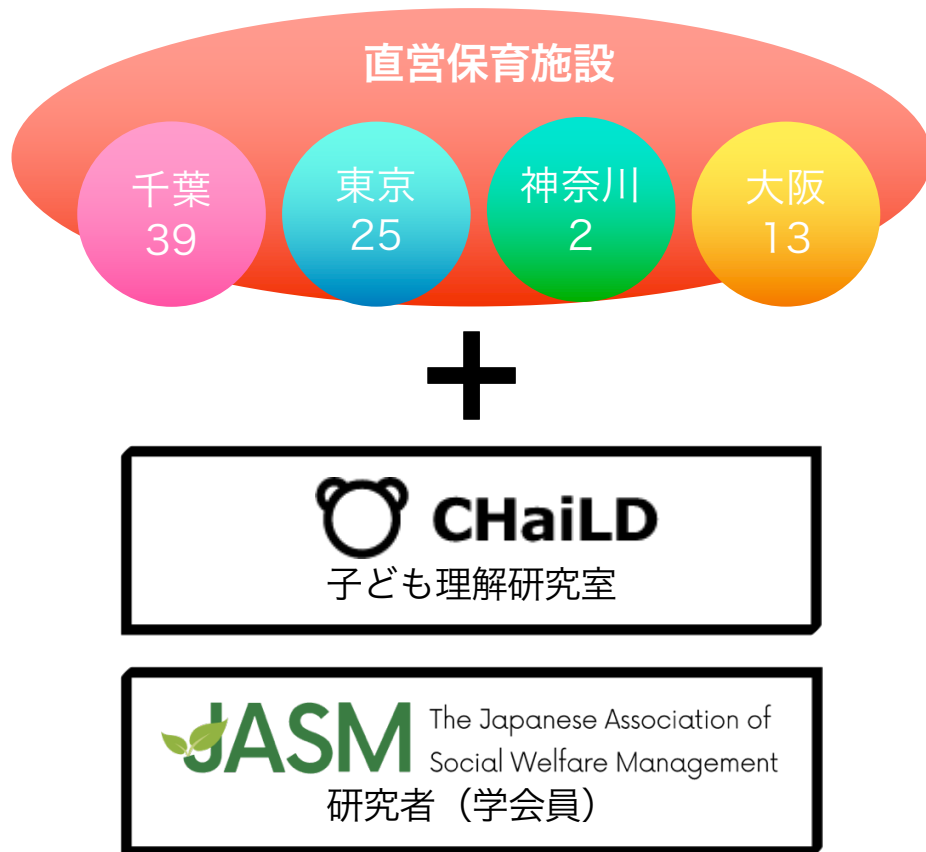 直営保育施設
千葉
39
東京
25
神奈川
2
大阪
13
CHaiLD
子ども理解研究室
JASM
The Japanese Association of
Social Welfare Management
研究者（学会員）